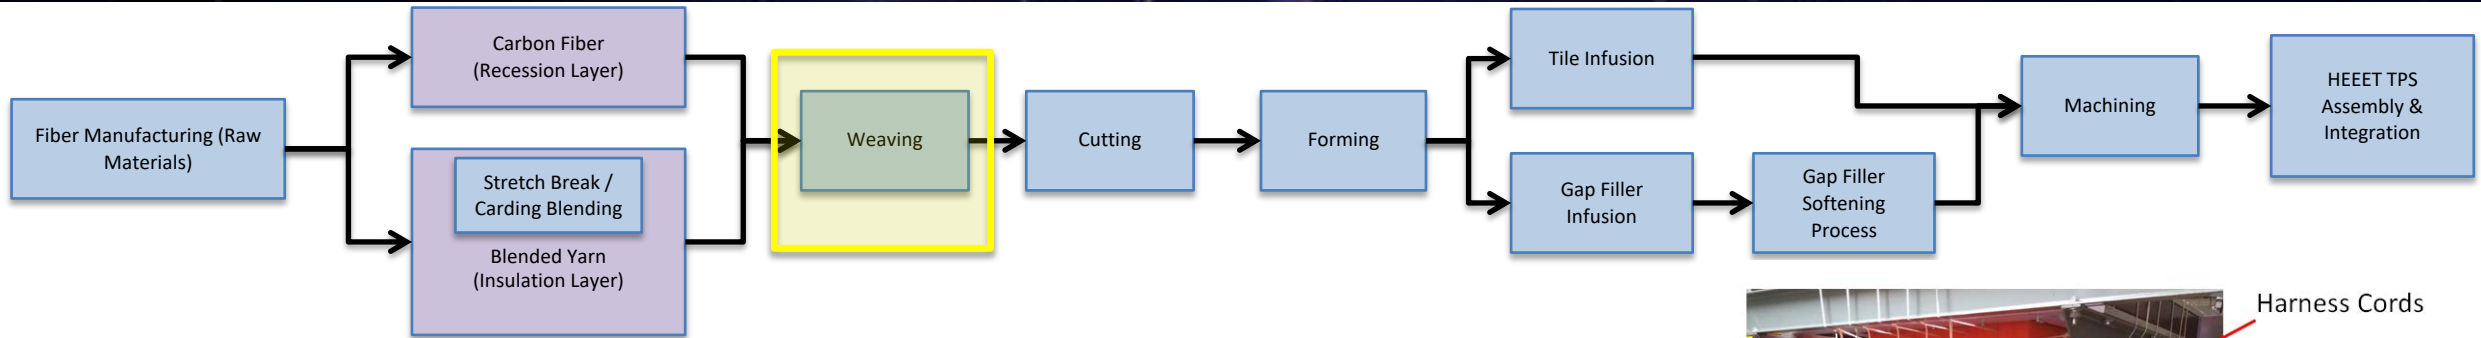 Fiber Manufacturing (Raw
Materials)
Carbon Fiber
(Recession Layer)
Stretch Break /
Carding Blending
Blended Yarn
(Insulation Layer)
Weaving
Cutting
Forming
Tile Infusion
Gap Filler
Infusion
Gap Filler
Softening
Process
Machining
HEEET TPS
Assembly &
Integration
Harness Cords